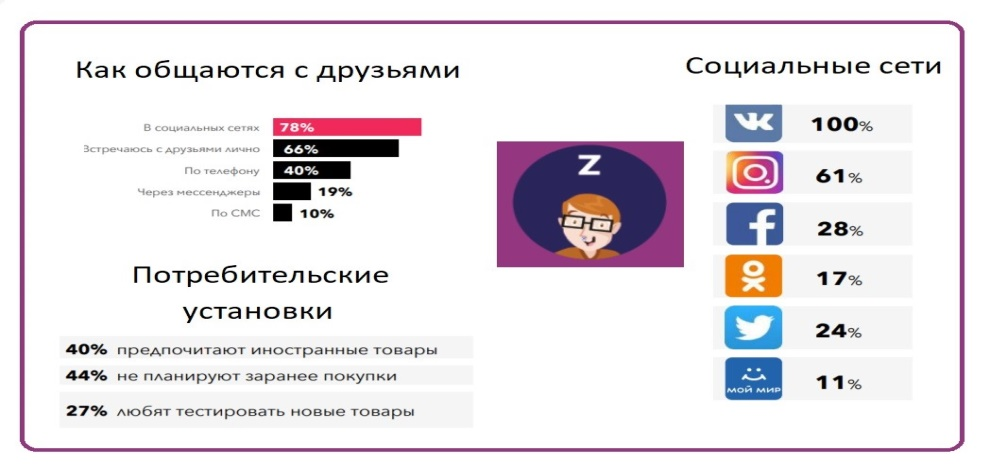 Как общаются с друзьями
В социальных сетях 78%
Встречаюсь с друзьями лично 66%
По телефону 40%
Через мессенджеры 19%
По СМС 10%
Потребительские
установки
40% предпочитают иностранные товары
44% не планируют заранее покупки
27% любят тестировать новые товары
Z
Социальные сети
100%
61%
28%
17%
24%
МОЙ МИР 11%